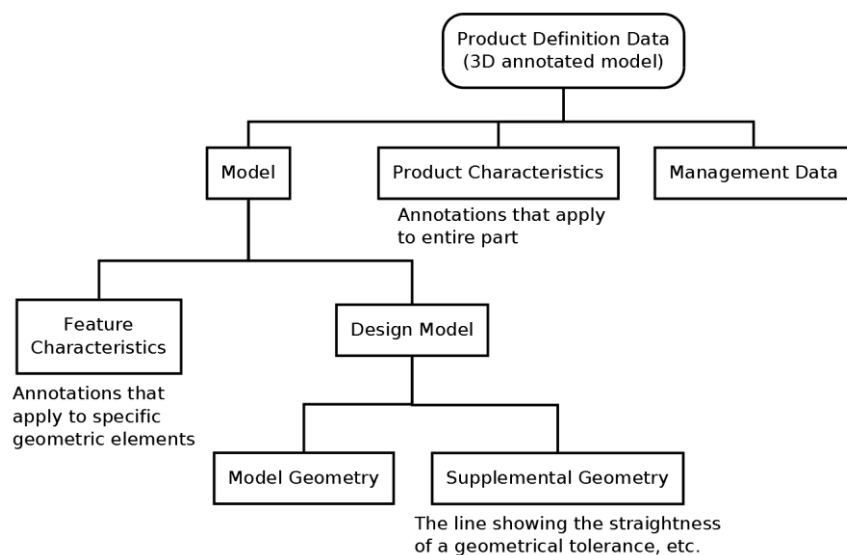 Product Definition Data
(3D annotated model)
Model
Product Characteristics
Management Data
Annotations that apply
to entire part
Feature
Characteristics
Design Model
Annotations that
apply to specific
geometric elements
Model Geometry
Supplemental Geometry
The line showing the straightness
of a geometrical tolerance, etc.